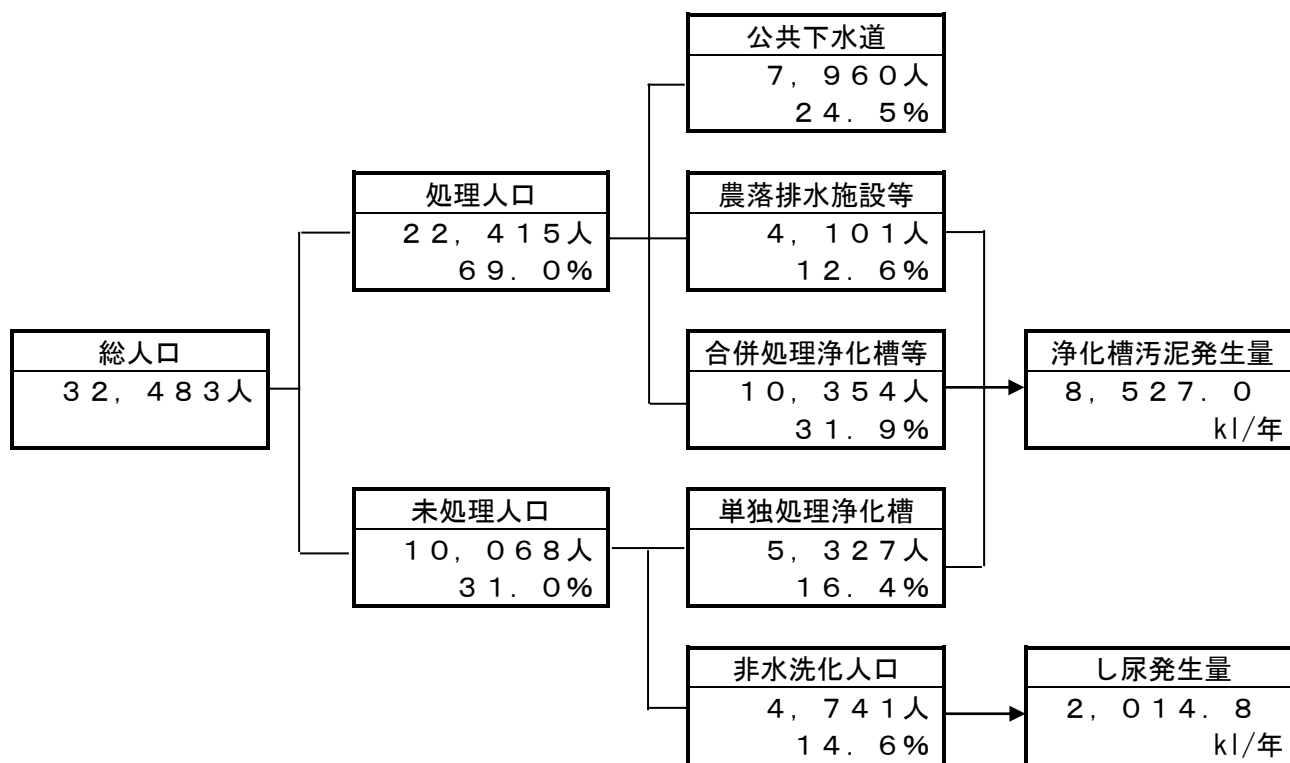 公共下水道
７，９６０人
２４．５％
処理人口
２２，４１５人
６９．０％
農落排水施設等
４，１０１人
１２．６％
総人口
３２，４８３人
合併処理浄化槽等
１０，３５４人
３１．９％
浄化槽汚泥発生量
８，５２７．０
kl/年
未処理人口
１０，０６８人
３１．０％
単独処理浄化槽
５，３２７人
１６．４％
非水洗化人口
４，７４１人
１４．６％
し尿発生量
２，０１４．８
kl/年